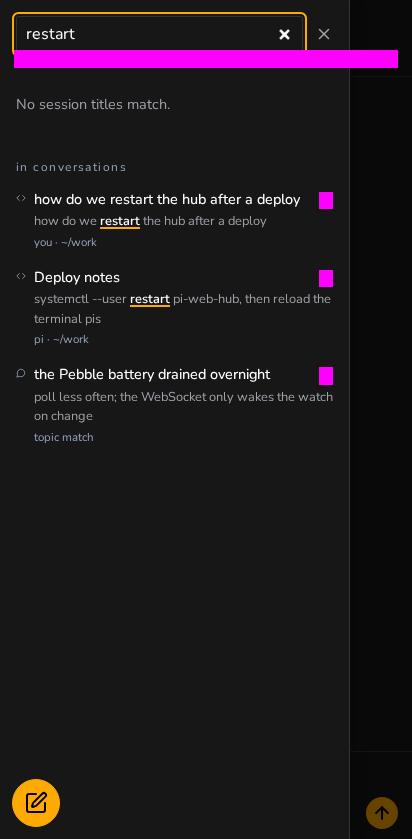 restart
No session titles match.
in conversations
how do we restart the hub after a deploy
how do we restart the hub after a deploy
you · ~/work
Deploy notes
systemctl --user restart pi-web-hub, then reload the
terminal pis
pi · ~/work
the Pebble battery drained overnight
poll less often; the WebSocket only wakes the watch
on change
topic match